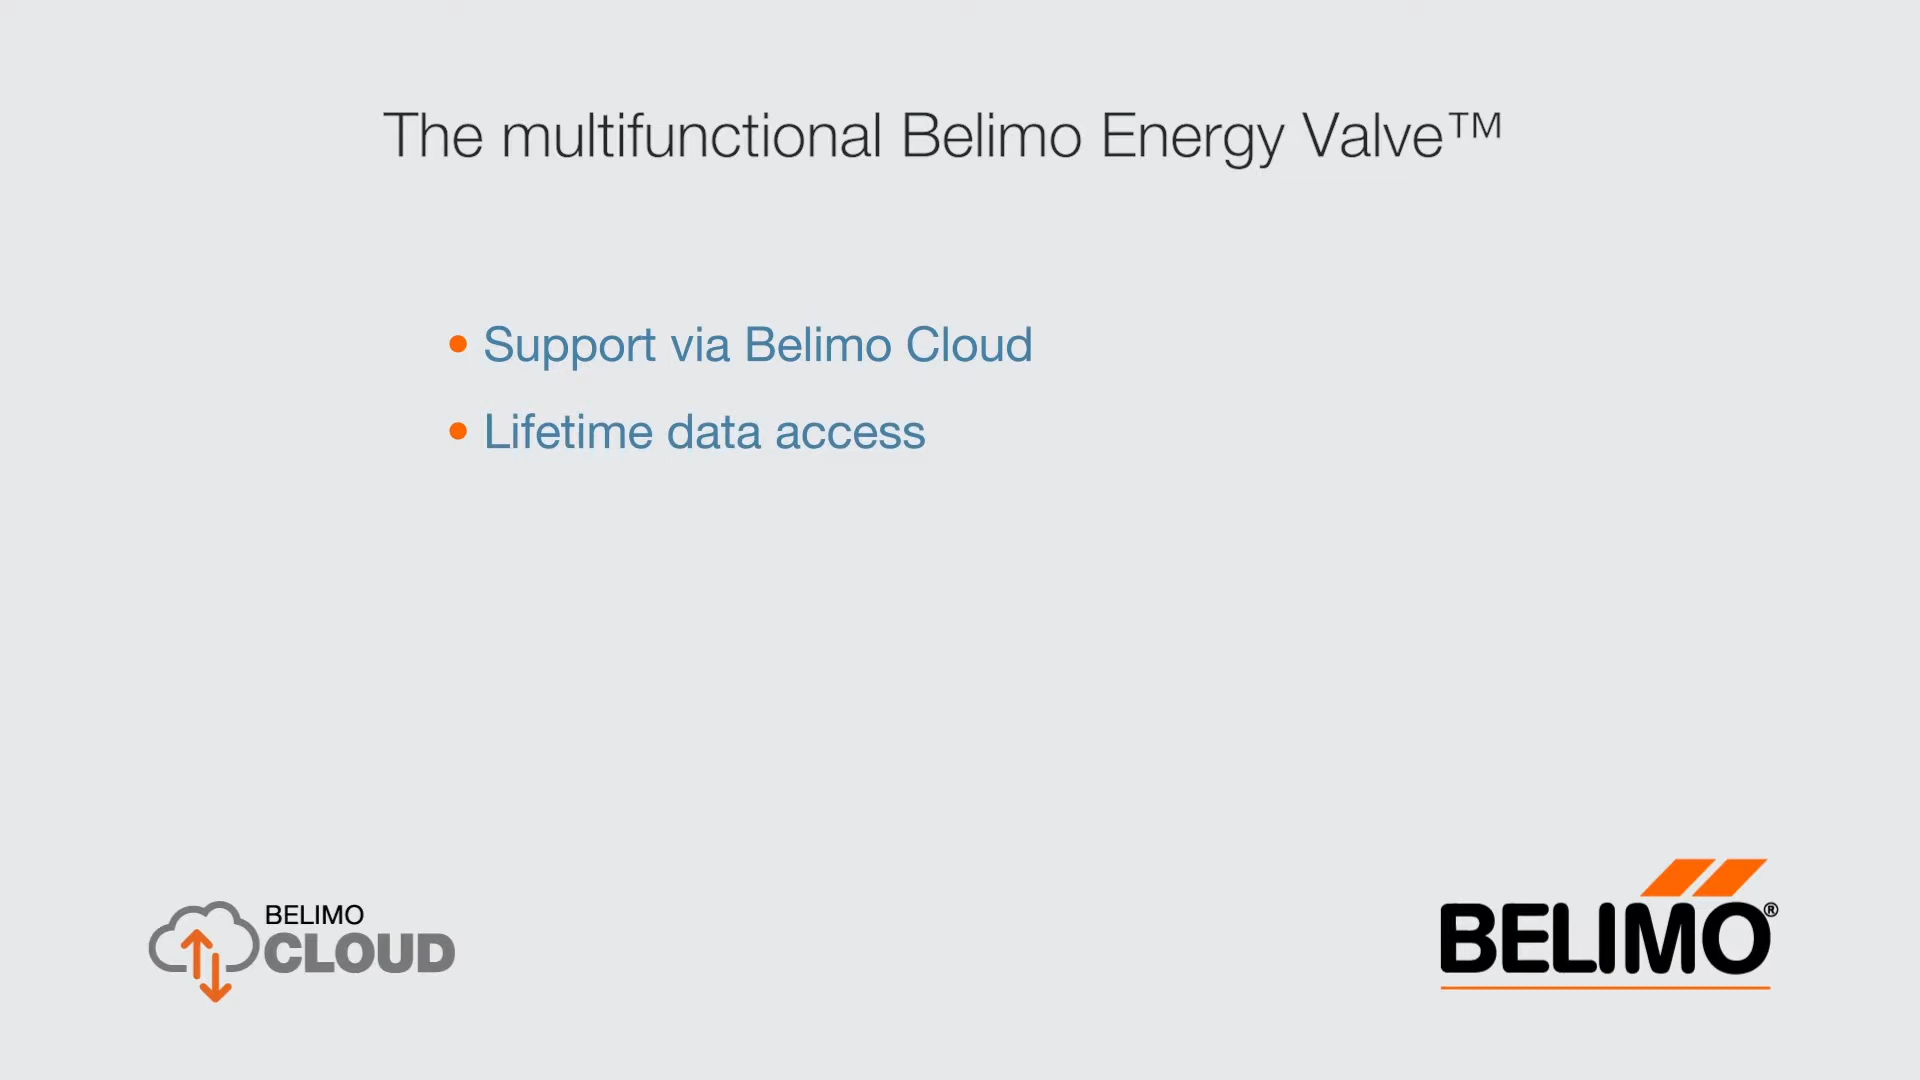 The multifunctional Belimo Energy Valve™
• Support via Belimo Cloud
• Lifetime data access
BELIMO
CLOUD
BELIMO®